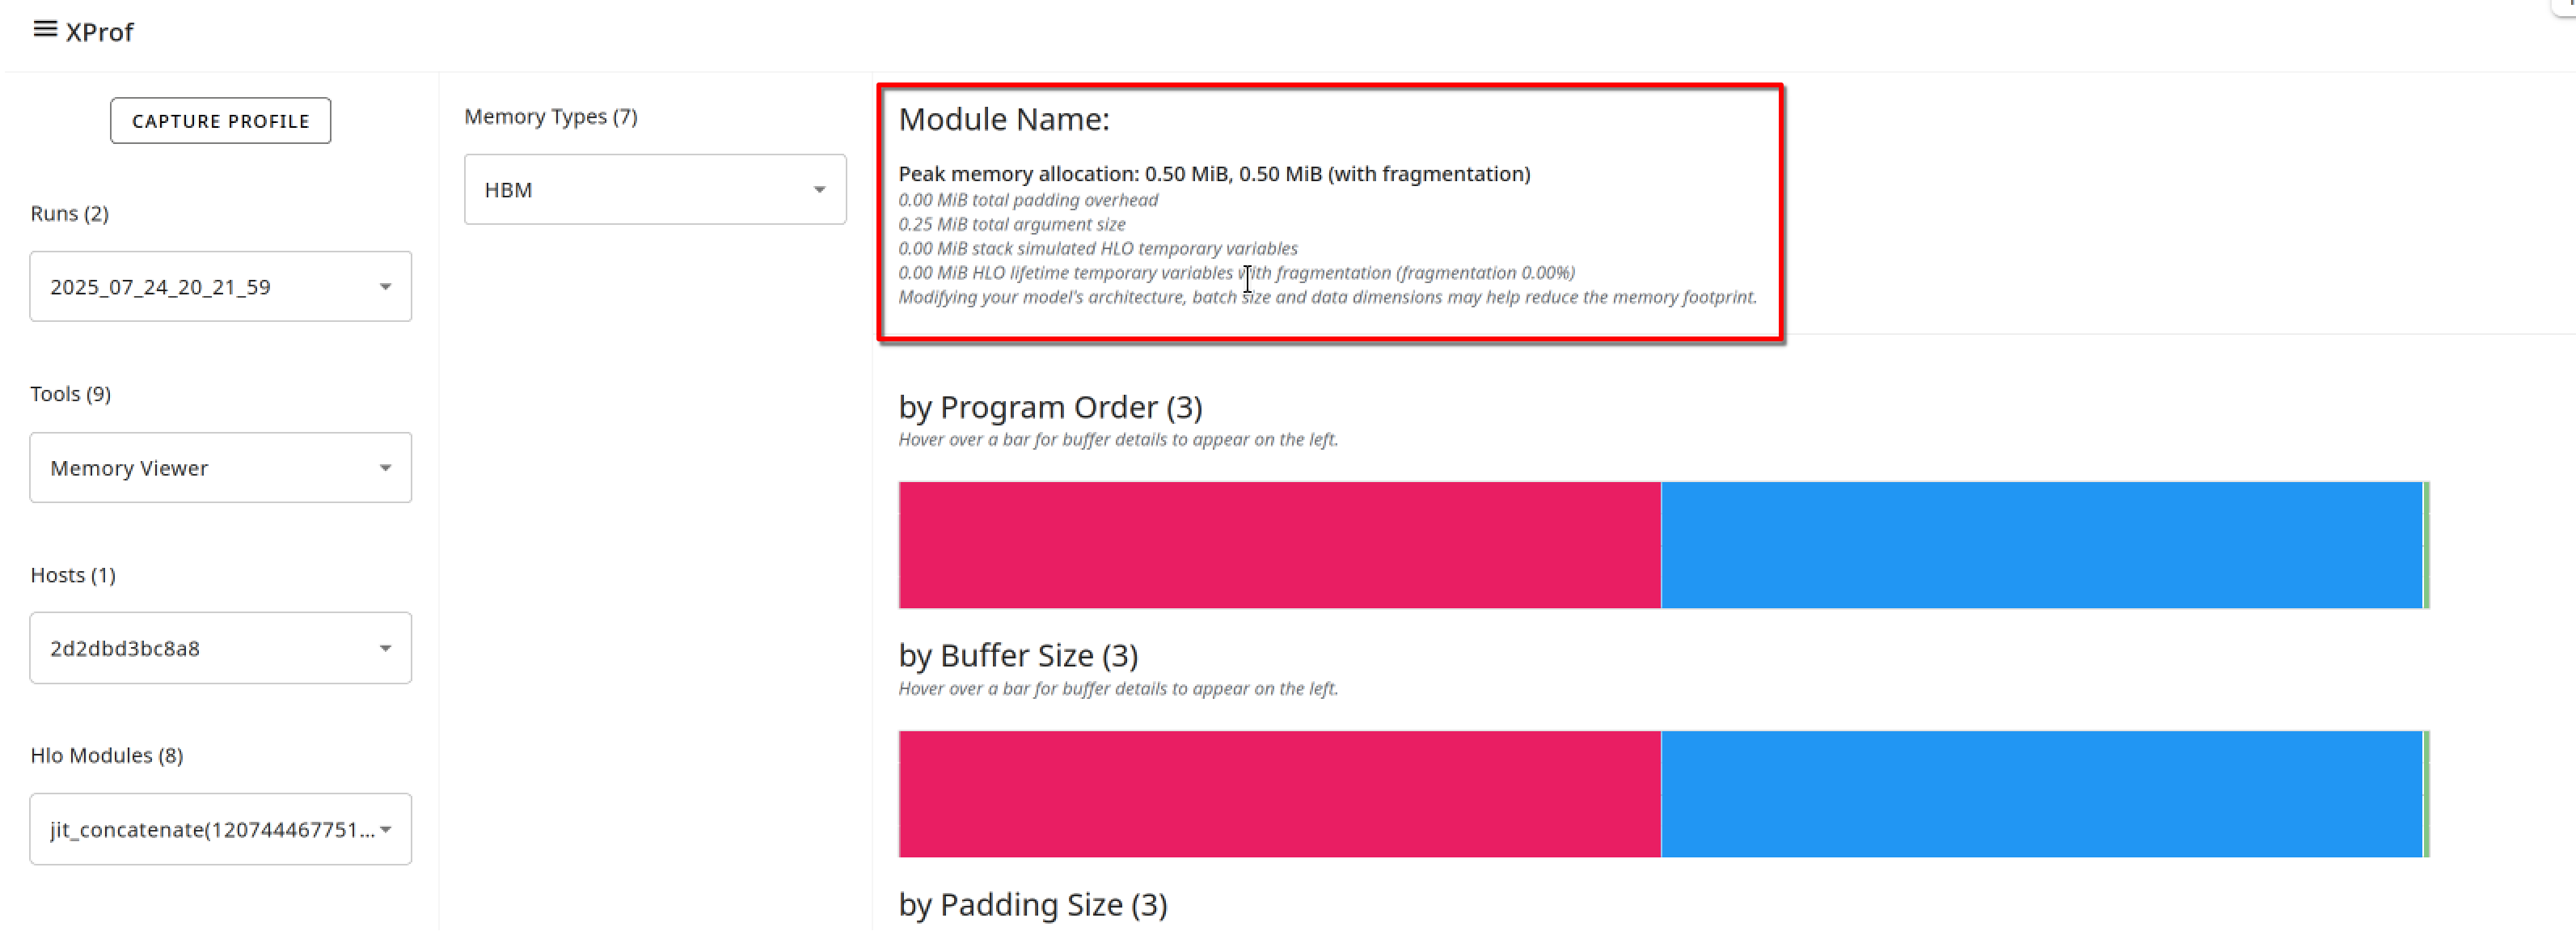 XProf
CAPTURE PROFILE
Runs (2)
2025_07_24_20_21_59
Tools (9)
Memory Viewer
Hosts (1)
2d2dbd3bc8a8
Hlo Modules (8)
jit_concatenate(120744467751...
Memory Types (7)
HBM
Module Name:
Peak memory allocation: 0.50 MiB, 0.50 MiB (with fragmentation)
0.00 MiB total padding overhead
0.25 MiB total argument size
0.00 MiB stack simulated HLO temporary variables
0.00 MiB HLO lifetime temporary variables with fragmentation (fragmentation 0.00%)
Modifying your model's architecture, batch size and data dimensions may help reduce the memory footprint.
by Program Order (3)
Hover over a bar for buffer details to appear on the left.
by Buffer Size (3)
Hover over a bar for buffer details to appear on the left.
by Padding Size (3)